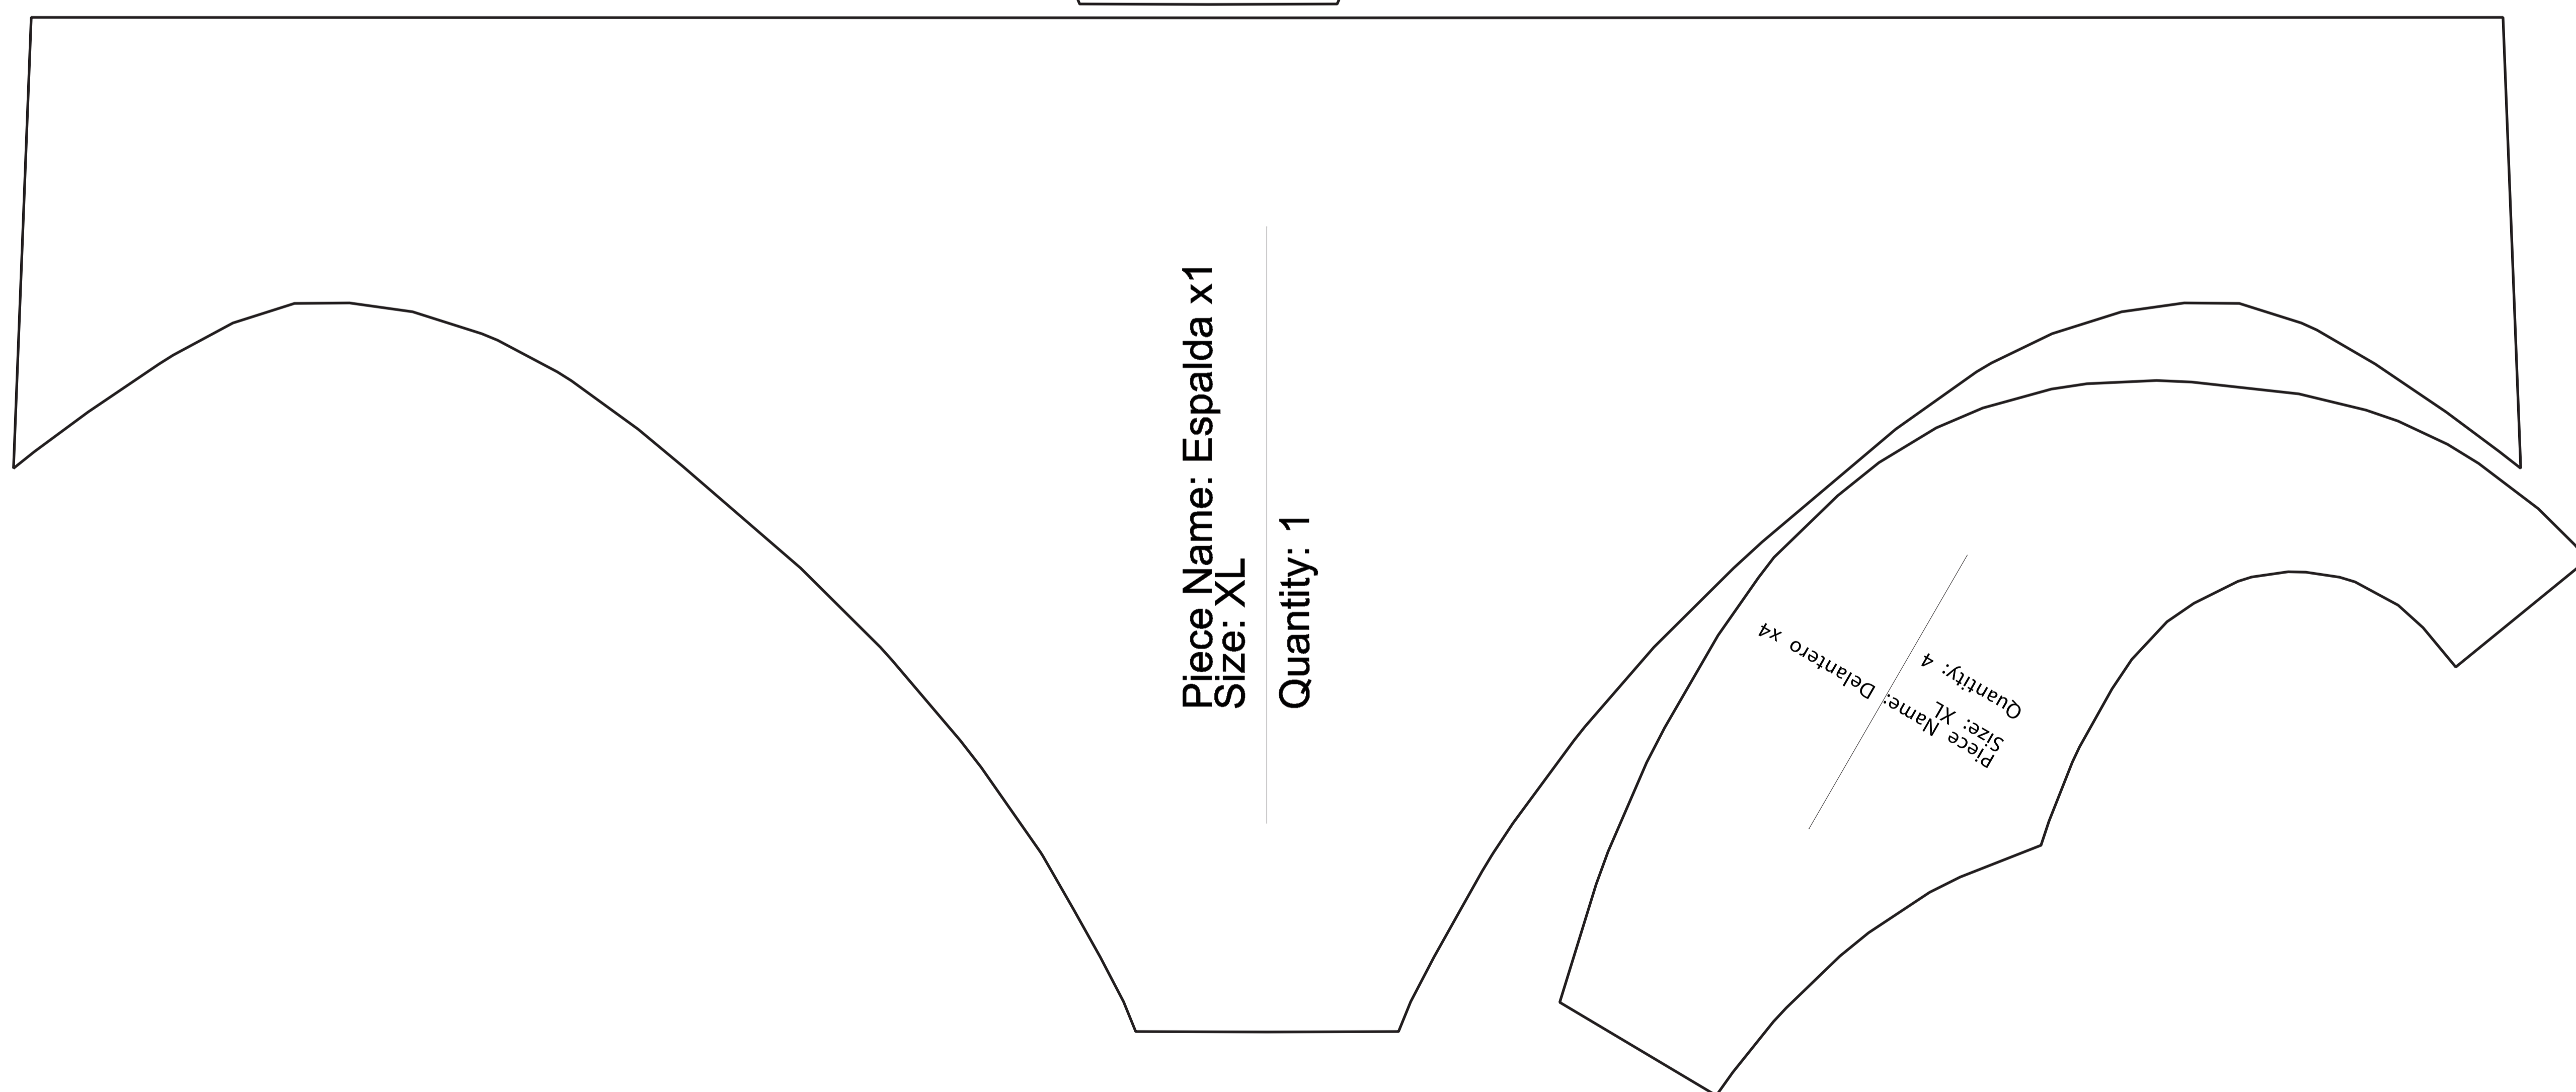 Piece Name: Espalda x1
Size: XL
Quantity: 1
Piece Name: Delantero x4
Size: XL
Quantity: 4